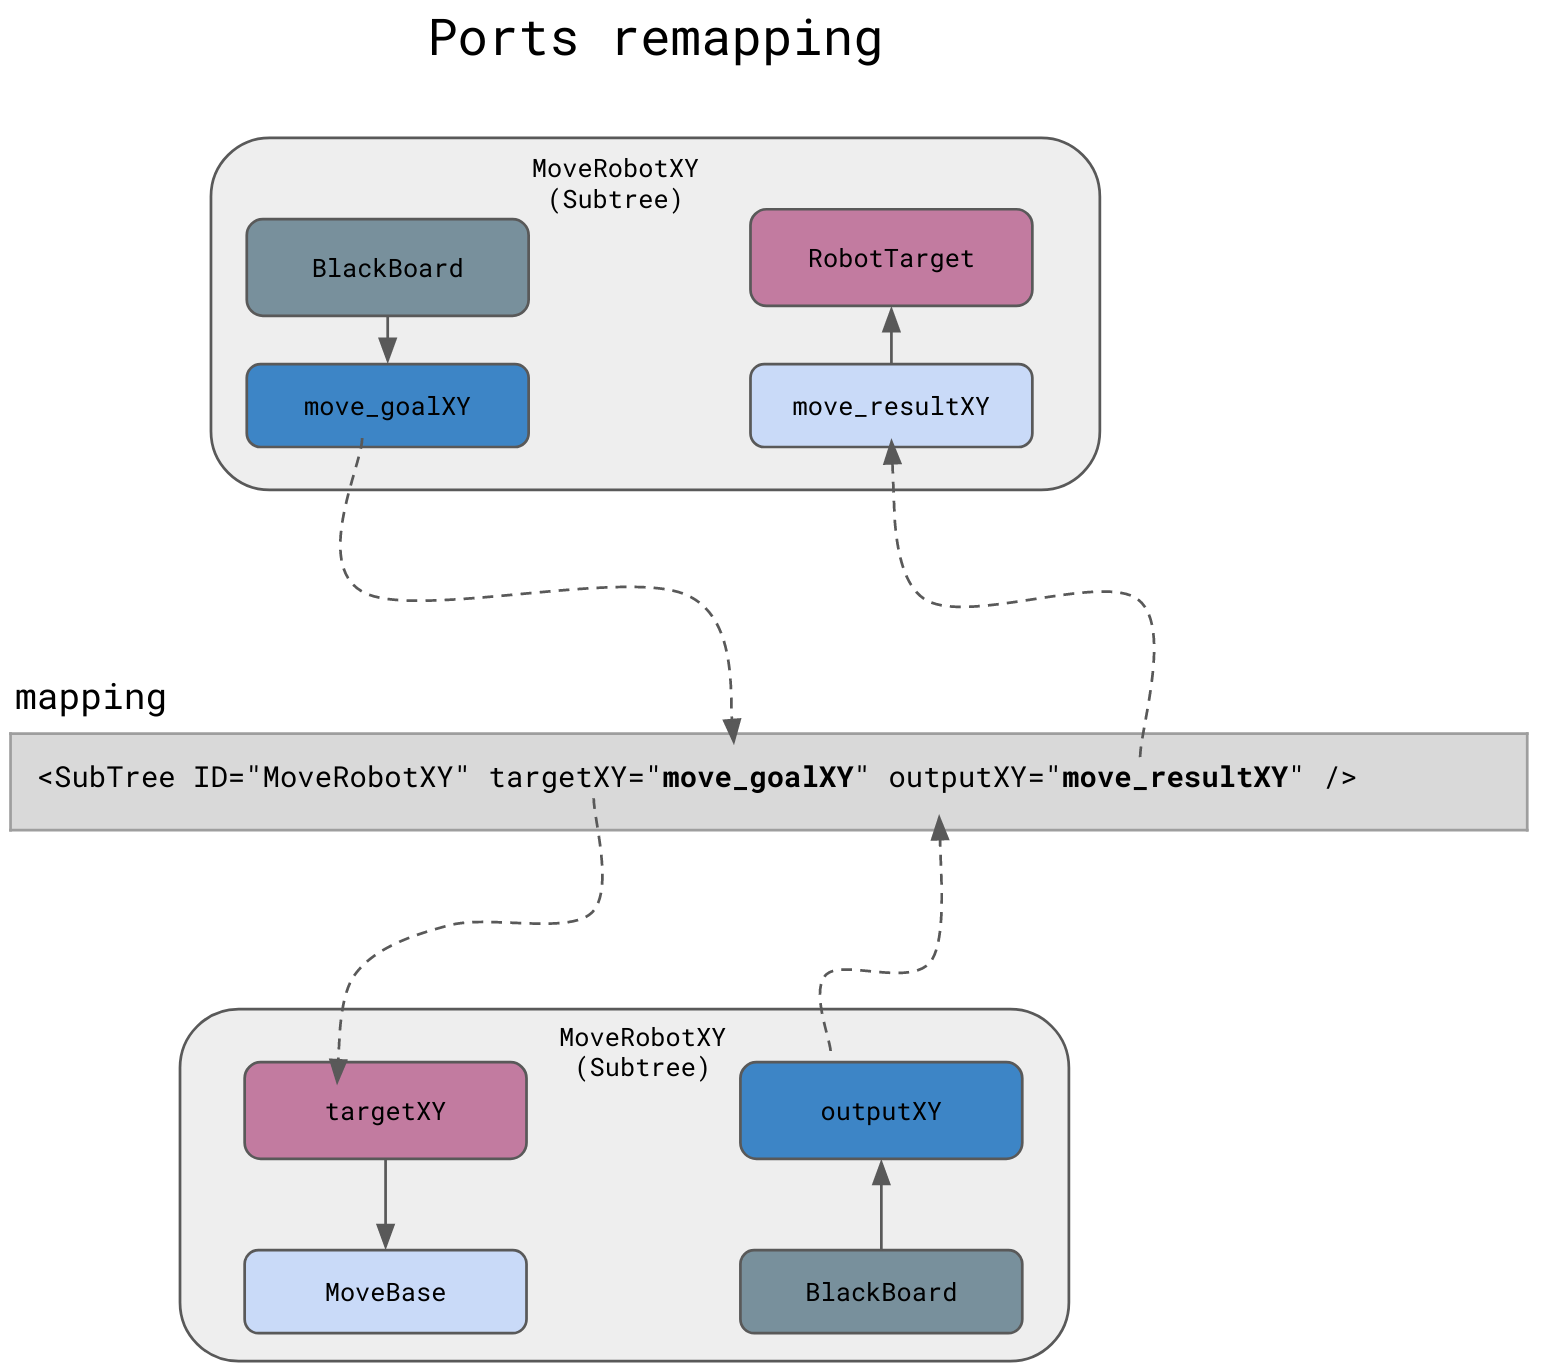 Ports remapping
MoveRobotXY
(Subtree)
BlackBoard
RobotTarget
move_goalXY
move_resultXY
mapping
<SubTree ID="MoveRobotXY" targetXY="move_goalXY" outputXY="move_resultXY" />
MoveRobotXY
(Subtree)
targetXY
outputXY
MoveBase
BlackBoard